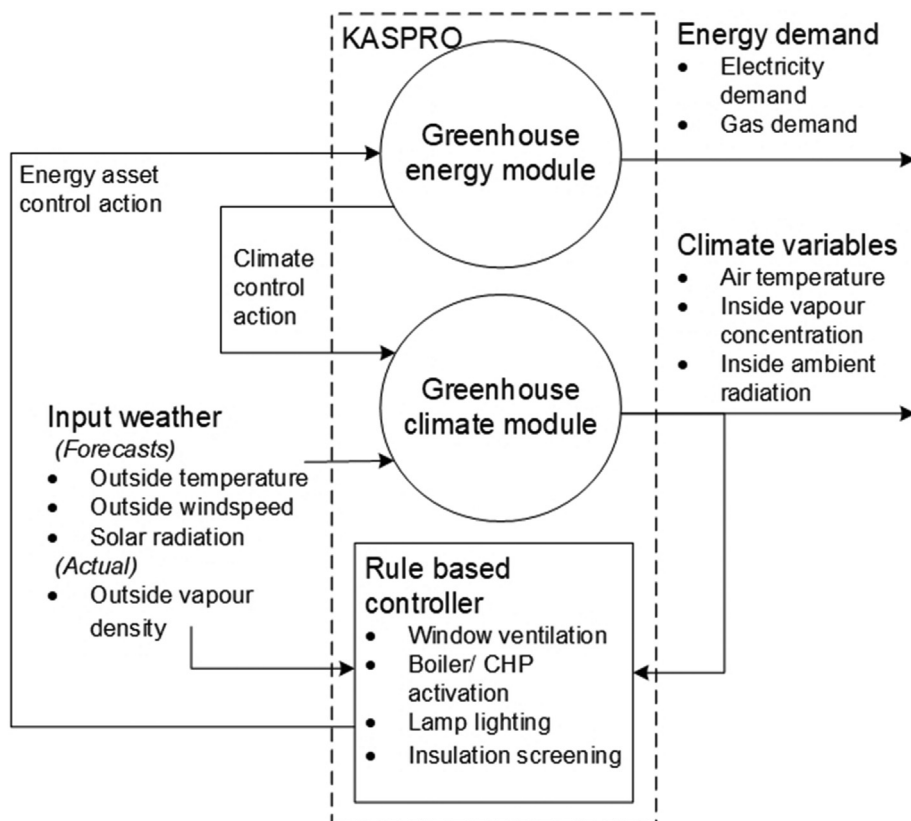 KASPRO
Greenhouse
energy module
Energy demand
• Electricity
demand
• Gas demand
Energy asset
control action
Climate
control
action
Climate variables
• Air temperature
• Inside vapour
concentration
• Inside ambient
radiation
Greenhouse
climate module
Input weather
(Forecasts)
• Outside temperature
• Outside windspeed
• Solar radiation
(Actual)
• Outside vapour
density
Rule based
controller
• Window ventilation
• Boiler/ CHP
activation
• Lamp lighting
• Insulation screening